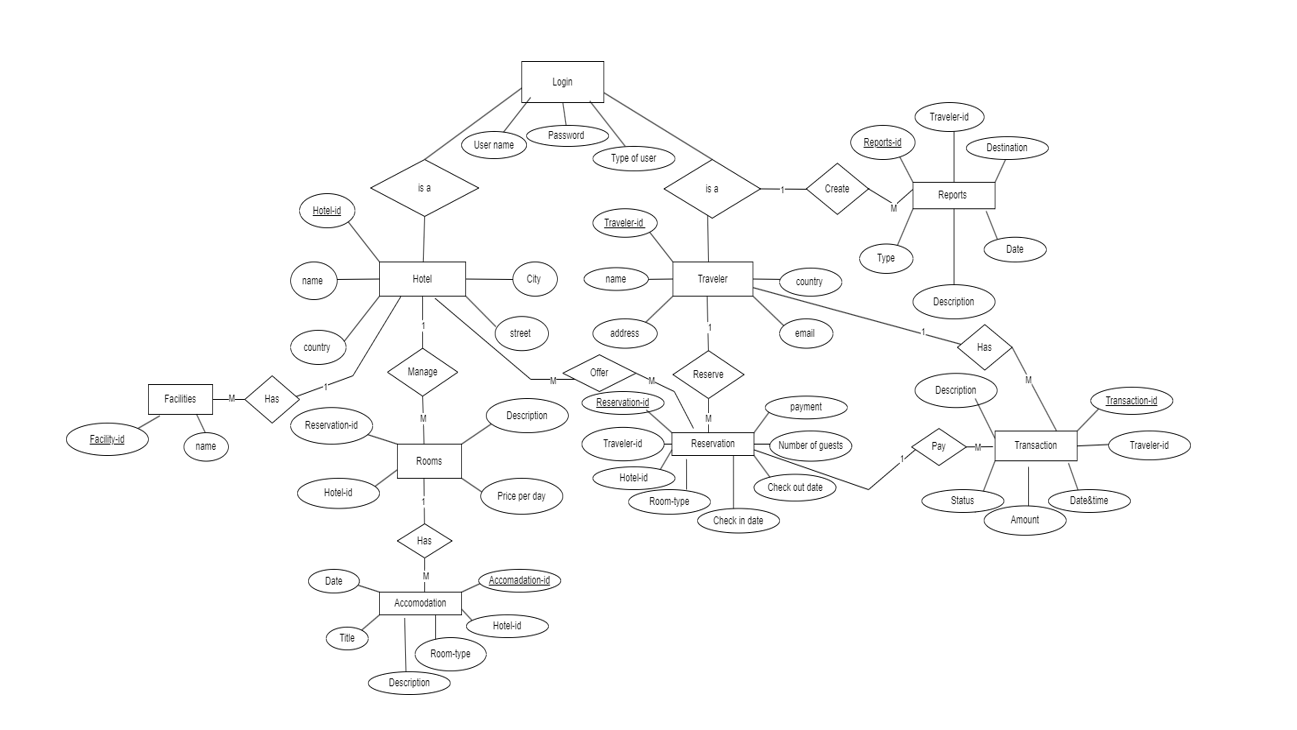 Login
User name
Password
Type of user
is a
is a
1
Create
M
Reports-id
Traveler-id
Destination
Reports
Type
Date
Description
Hotel-id
name
Hotel
City
country
street
Traveler-id
name
Traveler
country
address
email
1
Has
M
1
Manage
M
M
Offer
M
1
Reserve
M
Facilities
M
Has
1
Facility-id
name
Reservation-id
Description
Rooms
Hotel-id
Price per day
Reservation-id
payment
Traveler-id
Reservation
Number of guests
Hotel-id
Check out date
Room-type
Check in date
1
Pay
M
Description
Transaction-id
Transaction
Traveler-id
Status
Date&time
Amount
1
Has
M
Date
Accomadation-id
Accomodation
Title
Hotel-id
Room-type
Description